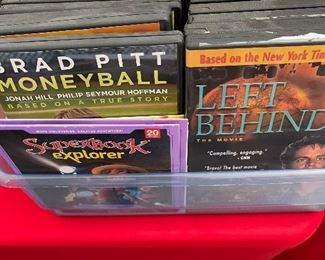 BRAD PITT
MONEYBALL
JONAH HILL PHILIP SEYMOUR HOFFMAN
BASED ON A TRUE STORY
20
SUPERBOOK
explorer
Based on the New York Times
LEFT
BEHIND
THE MOVIE
"Compelling, engaging."
- CNN
"Bravo! The best movie